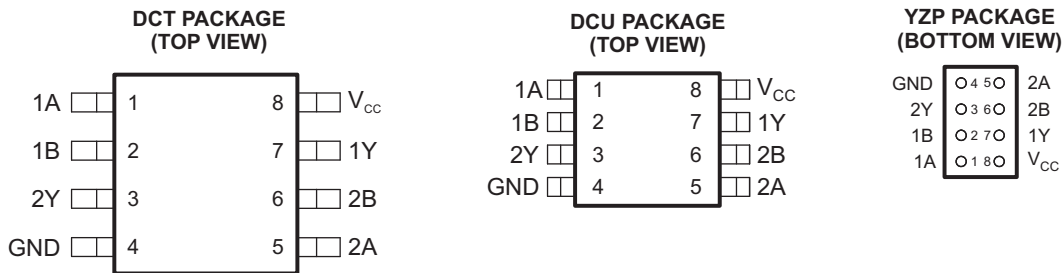 DCT PACKAGE
(TOP VIEW)
1A 1 8 VCC
1B 2 7 1Y
2Y 3 6 2B
GND 4 5 2A
DCU PACKAGE
(TOP VIEW)
1A 1 8 VCC
1B 2 7 1Y
2Y 3 6 2B
GND 4 5 2A
YZP PACKAGE
(BOTTOM VIEW)
GND 4 5 2A
2Y 3 6 2B
1B 2 7 1Y
1A 1 8 VCC